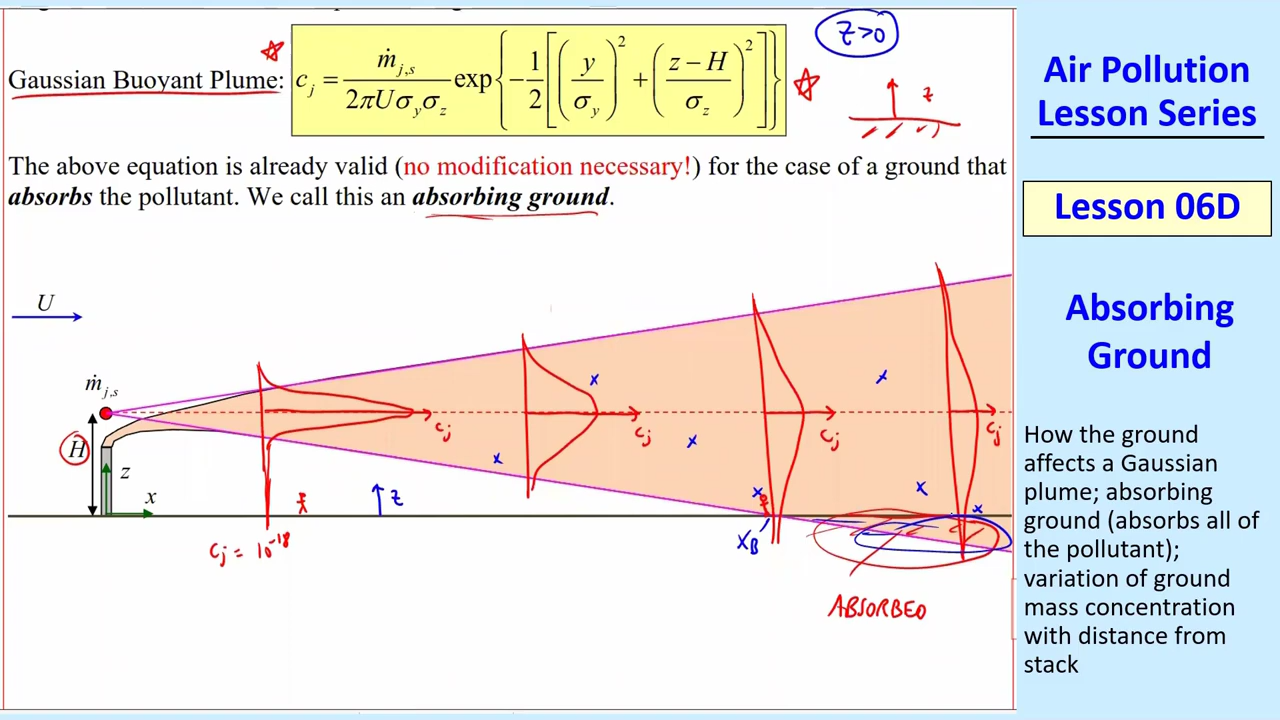 Gaussian Buoyant Plume: c_j = ṁ_{j,s} / (2πUσ_yσ_z) exp{−1/2[(y/σ_y)² + ((z − H)/σ_z)²]}
z>0
z
The above equation is already valid (no modification necessary!) for the case of a ground that
absorbs the pollutant. We call this an absorbing ground.
U
ṁ_{j,s}
H
z
x
c_j
c_j
c_j
c_j
z
c_j = 10⁻¹⁸
x_B
ABSORBED
Air Pollution
Lesson Series
Lesson 06D
Absorbing
Ground
How the ground
affects a Gaussian
plume; absorbing
ground (absorbs all of
the pollutant);
variation of ground
mass concentration
with distance from
stack